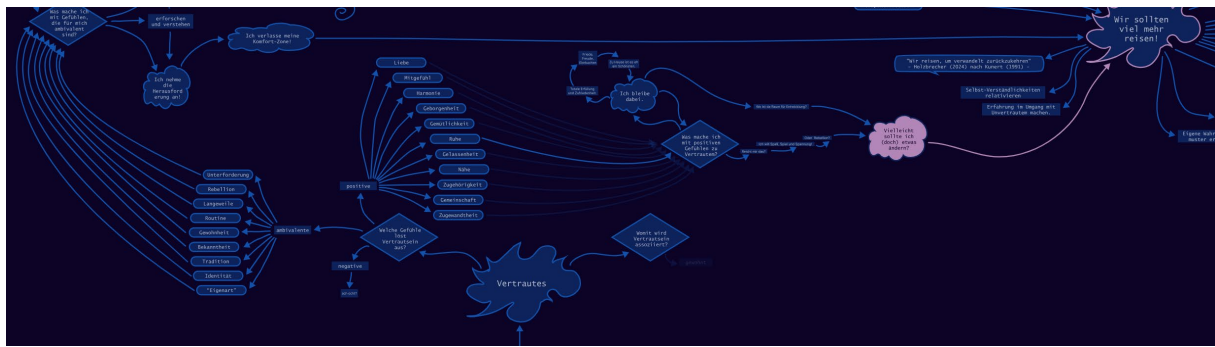 Was mache ich
mit Gefühlen,
die für mich
ambivalent
sind?
erforschen
und verstehen
Ich nehme
die
Herausford
erung an!
Ich verlasse meine
Komfort-Zone!
Wir sollten
viel mehr
reisen!
"Wir reisen, um verwandelt zurückzukehren"
- Holzbrecher (2024) nach Kunert (1991) -
Selbst-Verständlichkeiten
relativieren
Erfahrung im Umgang mit
Unvertrautem machen.
Liebe
Mitgefühl
Harmonie
Geborgenheit
Gemütlichkeit
Ruhe
Gelassenheit
Nähe
Zugehörigkeit
Gemeinschaft
Zugewandtheit
positive
Ich bleibe
dabei.
Was mache ich
mit positiven
Gefühlen zu
Vertrauten?
Vielleicht
sollte ich
(doch) etwas
ändern?
Unterforderung
Rebellion
Langeweile
Routine
Gewohnheit
Bekanntheit
Tradition
Identität
"Eigenart"
ambivalente
Welche Gefühle
löst
Vertrautsein
aus?
negative
Womit wird
Vertrautsein
assoziiert?
Vertrautes